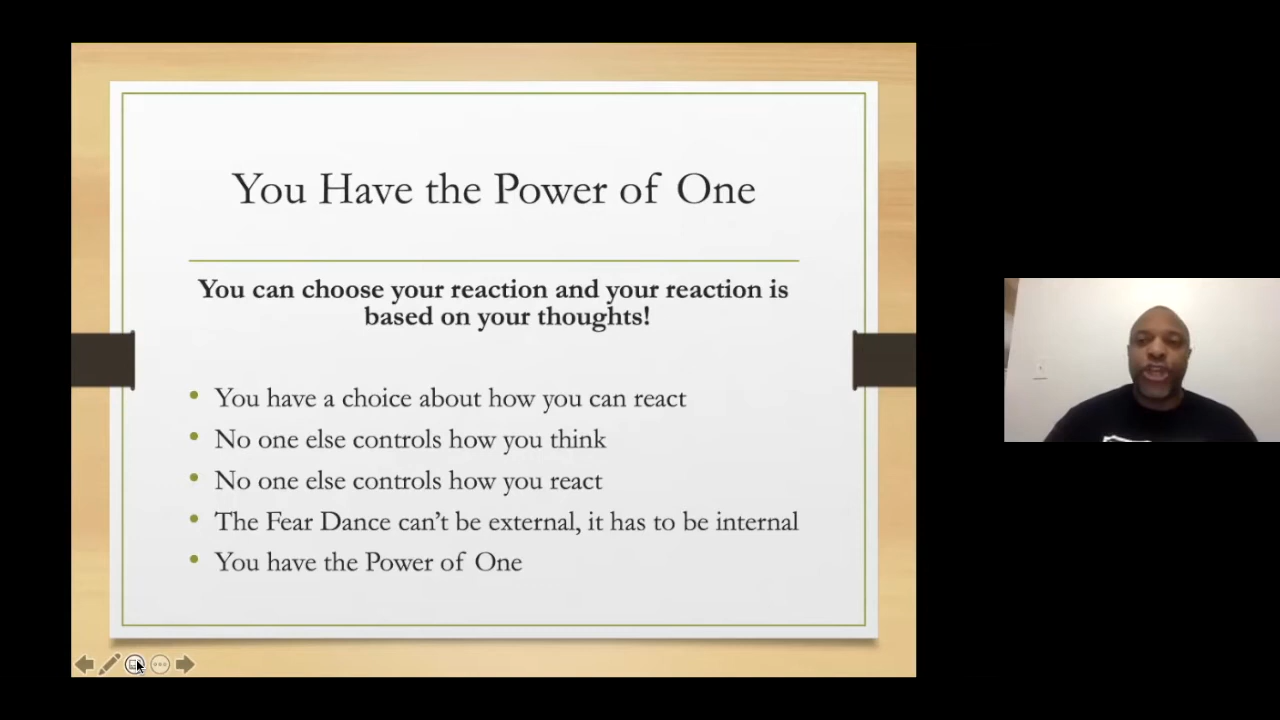 You Have the Power of One
You can choose your reaction and your reaction is
based on your thoughts!
• You have a choice about how you can react
• No one else controls how you think
• No one else controls how you react
• The Fear Dance can’t be external, it has to be internal
• You have the Power of One